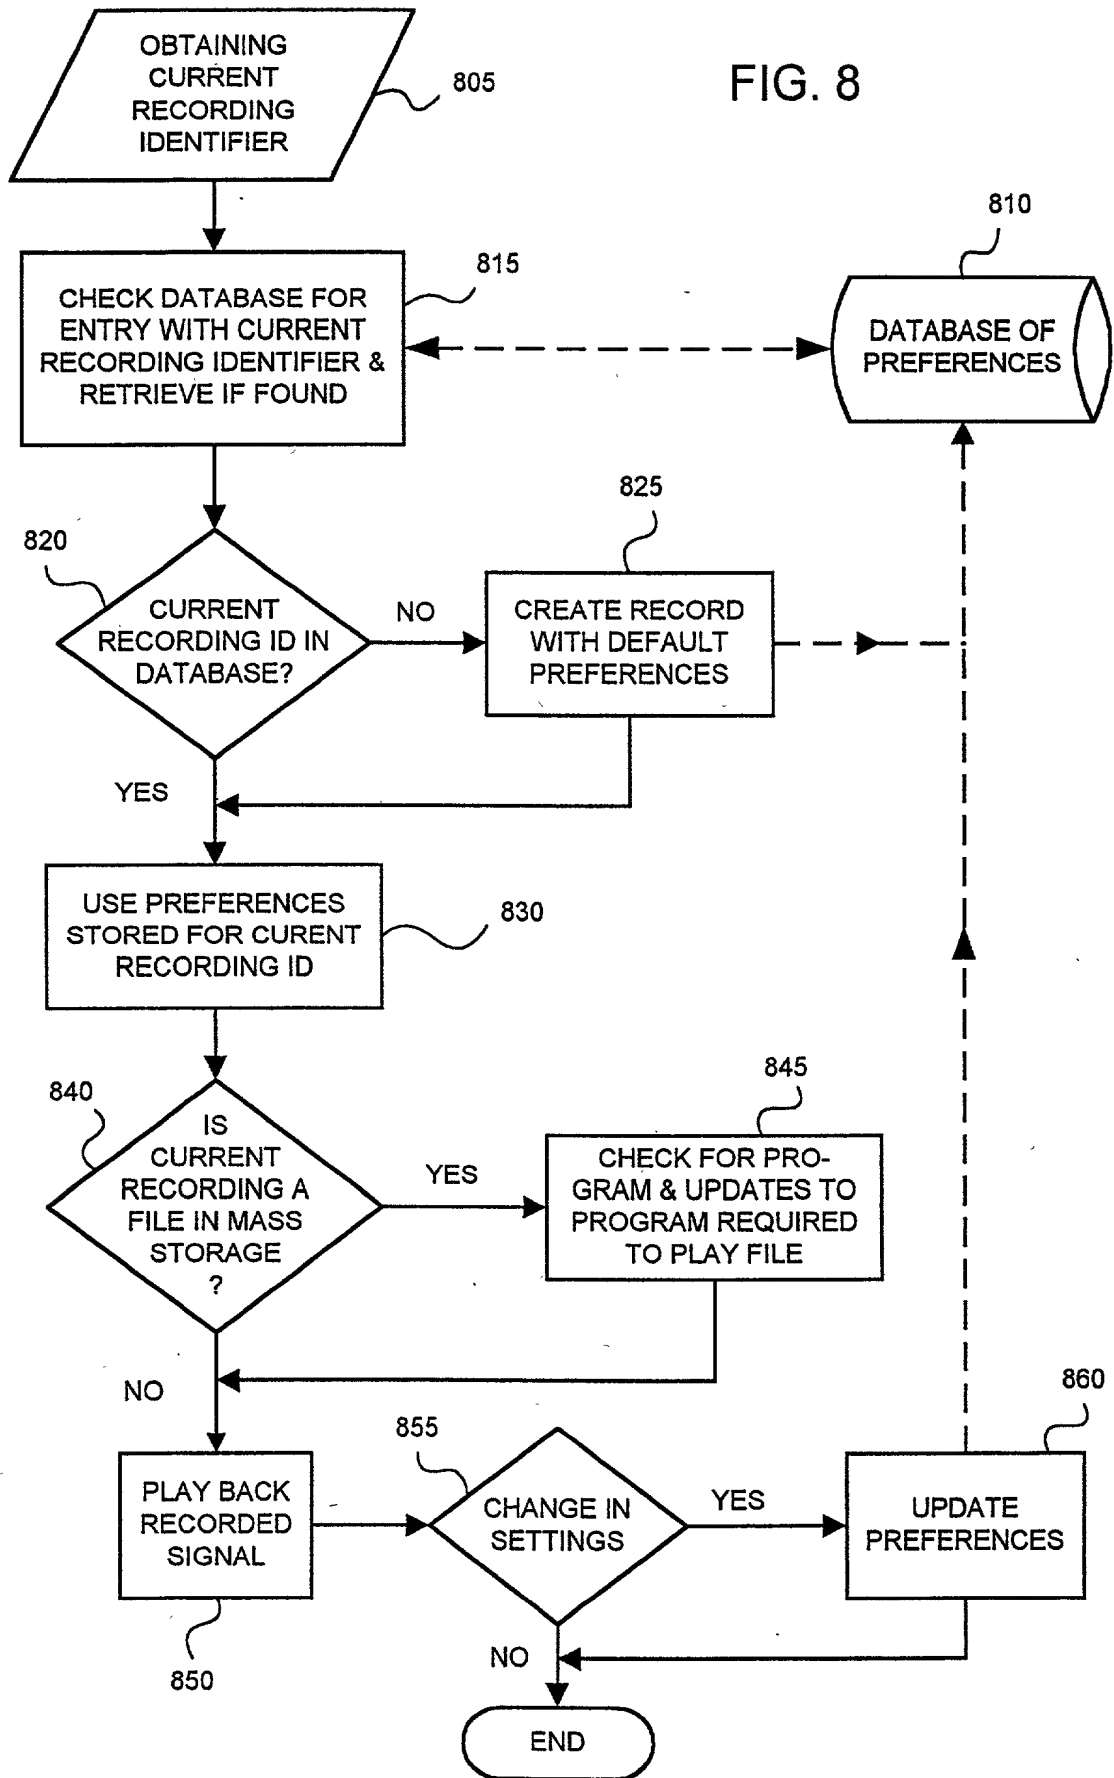 OBTAINING
CURRENT
RECORDING
IDENTIFIER
805
FIG. 8
810
815
CHECK DATABASE FOR
ENTRY WITH CURRENT
RECORDING IDENTIFIER &
RETRIEVE IF FOUND
DATABASE OF
PREFERENCES
820
825
CURRENT
RECORDING ID IN
DATABASE?
NO
CREATE RECORD
WITH DEFAULT
PREFERENCES
YES
USE PREFERENCES
STORED FOR CURENT
RECORDING ID
830
840
845
IS
CURRENT
RECORDING A
FILE IN MASS
STORAGE
?
YES
CHECK FOR PRO-
GRAM & UPDATES TO
PROGRAM REQUIRED
TO PLAY FILE
NO
855
860
PLAY BACK
RECORDED
SIGNAL
CHANGE IN
SETTINGS
YES
UPDATE
PREFERENCES
850
NO
END